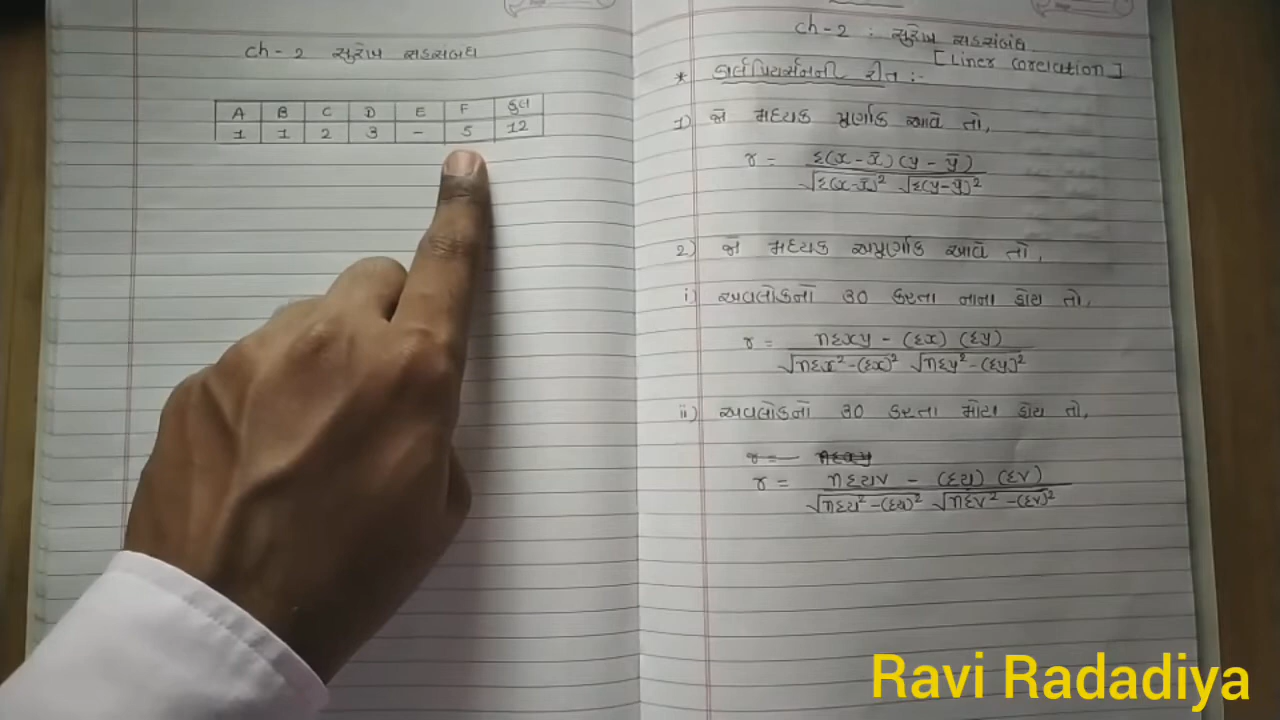 Ch-2 સુરેખ સહસંબંધ
A B C D E F કુલ
1 1 2 3 - 5 12
Ch-2 : સુરેખ સહસંબંધ
[Liner corelation]
* કાર્લપિયર્સનની રીત :-
1) જો મધ્યક પુર્ણાંક આવે તો,
r = Σ(x - x̄) (y - ȳ)
√Σ(x-x̄)² √Σ(y-ȳ)²
2) જો મધ્યક અપુર્ણાંક આવે તો,
i) અવલોકનો 30 કરતા નાના હોય તો,
r = nΣxy - (Σx) (Σy)
√nΣx² -(Σx)² √nΣy² -(Σy)²
ii) અવલોકનો 30 કરતા મોટા હોય તો,
r =
r = nΣuv - (Σu) (Σv)
√nΣu² -(Σu)² √nΣv² -(Σv)²
Ravi Radadiya